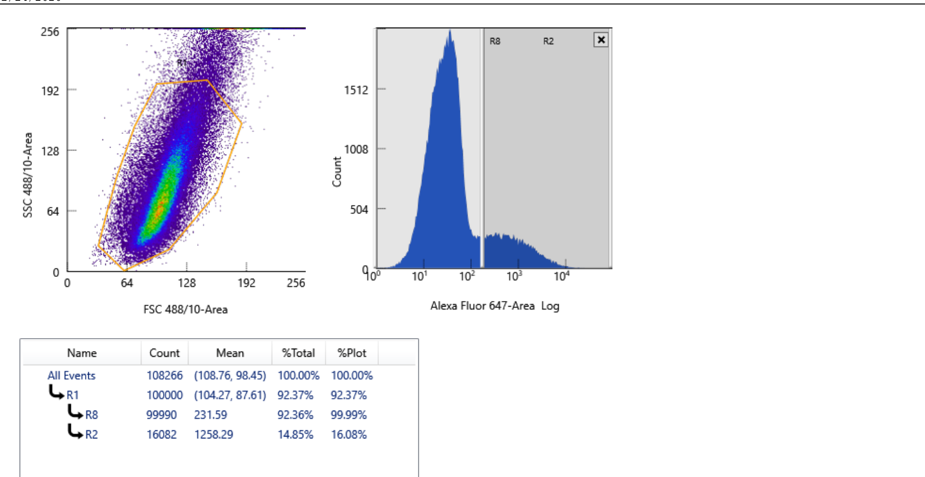 256
192
128
64
0
SSC 488/10-Area
R1
0 64 128 192 256
FSC 488/10-Area
Count
1512
1008
504
0
R8 R2
10⁰ 10¹ 10² 10³ 10⁴
Alexa Fluor 647-Area Log
Name Count Mean %Total %Plot
All Events 108266 (108.76, 98.45) 100.00% 100.00%
R1 100000 (104.27, 87.61) 92.37% 92.37%
R8 99990 231.59 92.36% 99.99%
R2 16082 1258.29 14.85% 16.08%